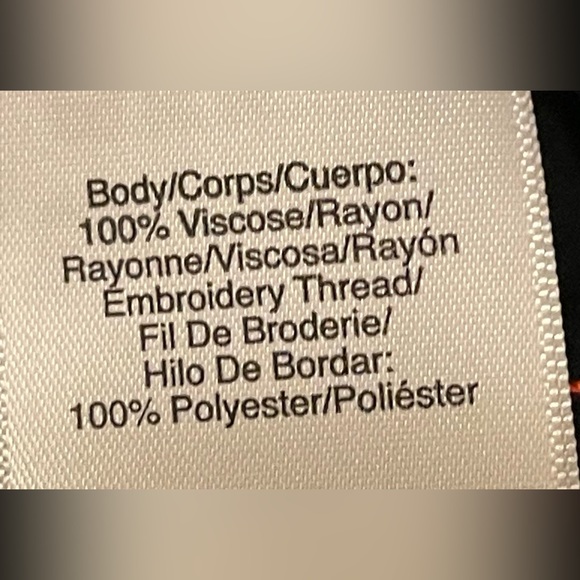 Body/Corps/Cuerpo:
100% Viscose/Rayon/
Rayonne/Viscosa/Rayón
Embroidery Thread/
Fil De Broderie/
Hilo De Bordar:
100% Polyester/Poliéster